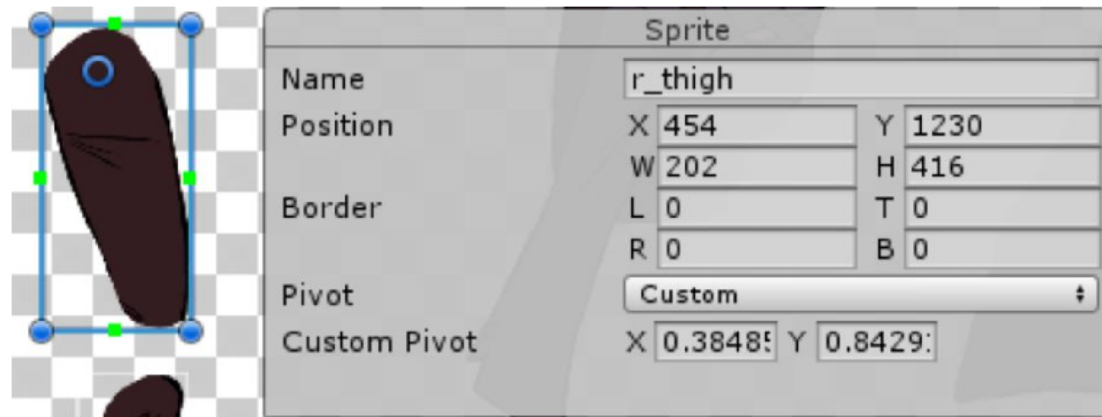 Sprite
Name r_thigh
Position X 454 Y 1230
W 202 H 416
Border L 0 T 0
R 0 B 0
Pivot Custom
Custom Pivot X 0.3848 Y 0.8429